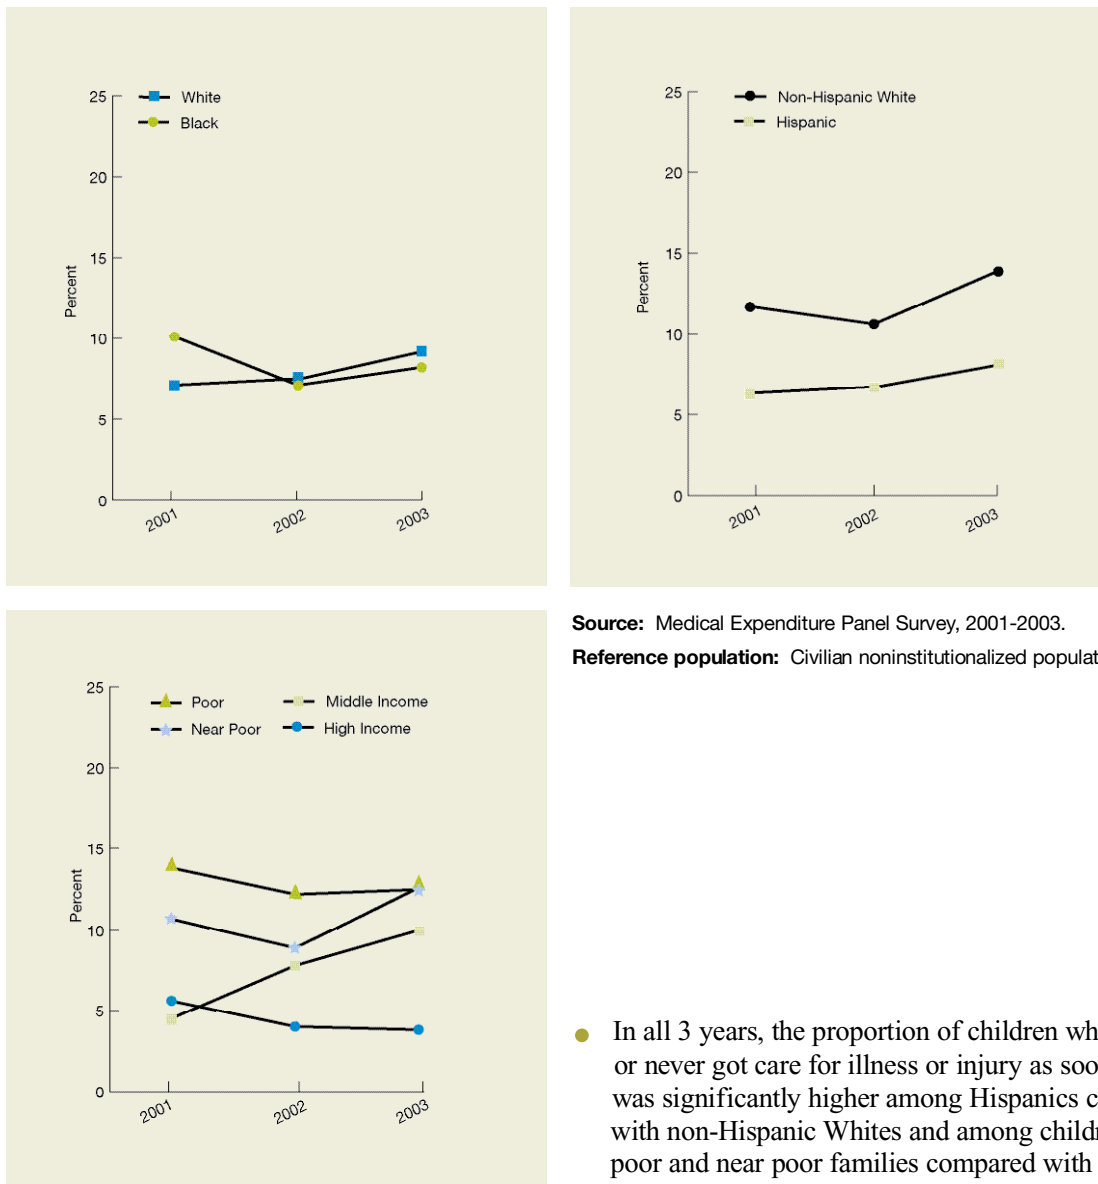 25
White
Black
20
15
Percent
10
5
0
2001
2002
2003
25
Non-Hispanic White
Hispanic
20
15
Percent
10
5
0
2001
2002
2003
Source: Medical Expenditure Panel Survey, 2001-2003.
Reference population: Civilian noninstitutionalized populat
25
Poor
Middle Income
Near Poor
High Income
20
15
Percent
10
5
0
2001
2002
2003
In all 3 years, the proportion of children wh
or never got care for illness or injury as soo
was significantly higher among Hispanics c
with non-Hispanic Whites and among childr
poor and near poor families compared with